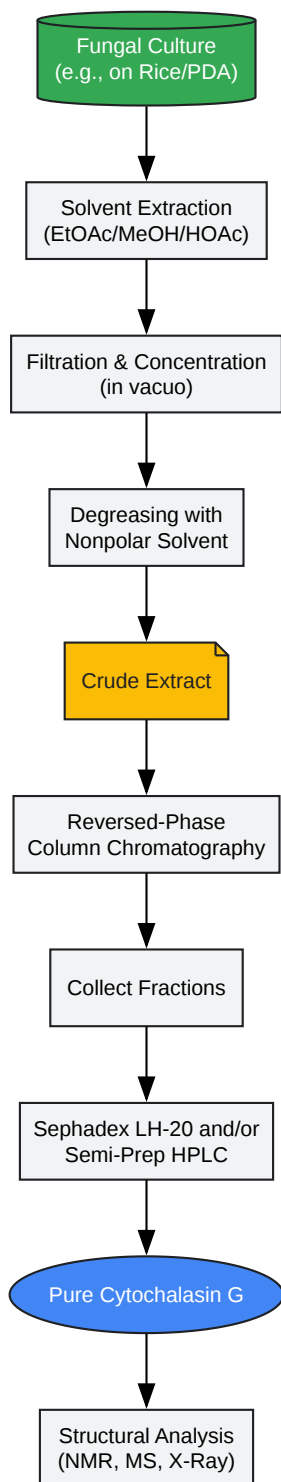 Fungal Culture
(e.g., on Rice/PDA)
Solvent Extraction
(EtOAc/MeOH/HOAc)
Filtration & Concentration
(in vacuo)
Degreasing with
Nonpolar Solvent
Crude Extract
Reversed-Phase
Column Chromatography
Collect Fractions
Sephadex LH-20 and/or
Semi-Prep HPLC
Pure Cytochalasin G
Structural Analysis
(NMR, MS, X-Ray)